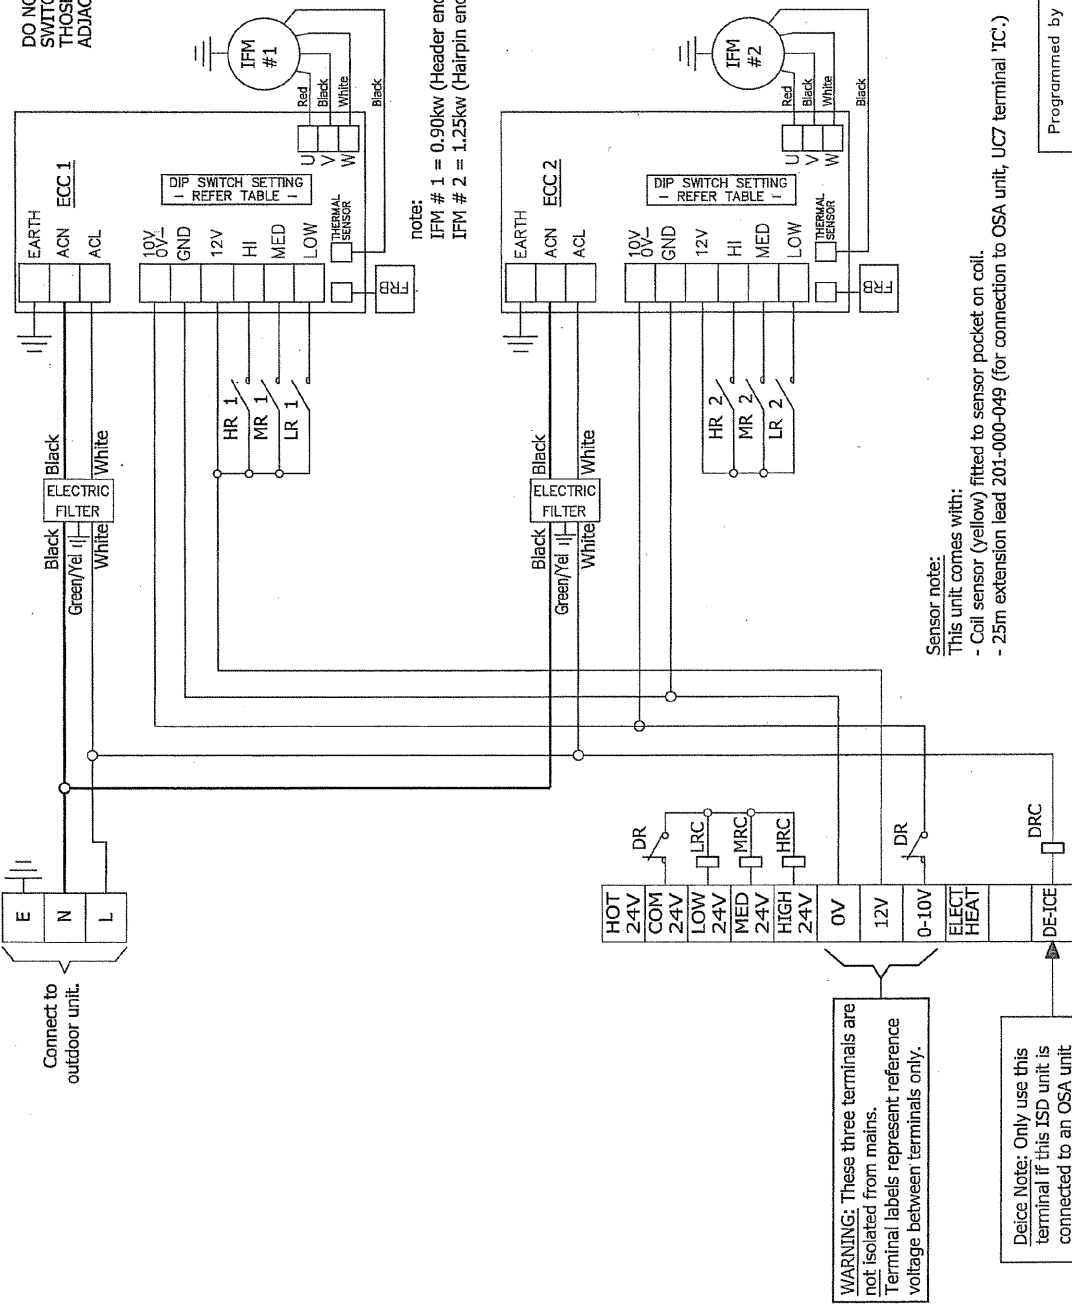 DO NO
SWITC
THOSE
ADJAC
IFM
#1
Red
Black
White
Black
U
V
W
ECC 1
EARTH
ACN
ACL
DIP SWITCH SETTING
- REFER TABLE -
10V
0V-
GND
12V
HI
MED
LOW
THERMAL
SENSOR
FRB
Black
White
ELECTRIC
FILTER
Black
Green/Yel
White
HR 1
MR 1
LR 1
note:
IFM # 1 = 0.90kw (Header end
IFM # 2 = 1.25kw (Hairpin end
IFM
#2
Red
Black
White
Black
U
V
W
ECC 2
EARTH
ACN
ACL
DIP SWITCH SETTING
- REFER TABLE -
10V
0V-
GND
12V
HI
MED
LOW
THERMAL
SENSOR
FRB
Black
White
ELECTRIC
FILTER
Black
Green/Yel
White
HR 2
MR 2
LR 2
Sensor note:
This unit comes with:
- Coil sensor (yellow) fitted to sensor pocket on coil.
- 25m extension lead 201-000-049 (for connection to OSA unit, UC7 terminal 'IC'.)
Programmed by
E
N
L
Connect to
outdoor unit.
HOT
24V
COM
24V
LOW
24V
MED
24V
HIGH
24V
0V
12V
0-10V
ELECT
HEAT
DE-ICE
DR
LRC
MRC
HRC
DR
DRC
WARNING: These three terminals are
not isolated from mains.
Terminal labels represent reference
voltage between terminals only.
Deice Note: Only use this
terminal if this ISD unit is
connected to an OSA unit